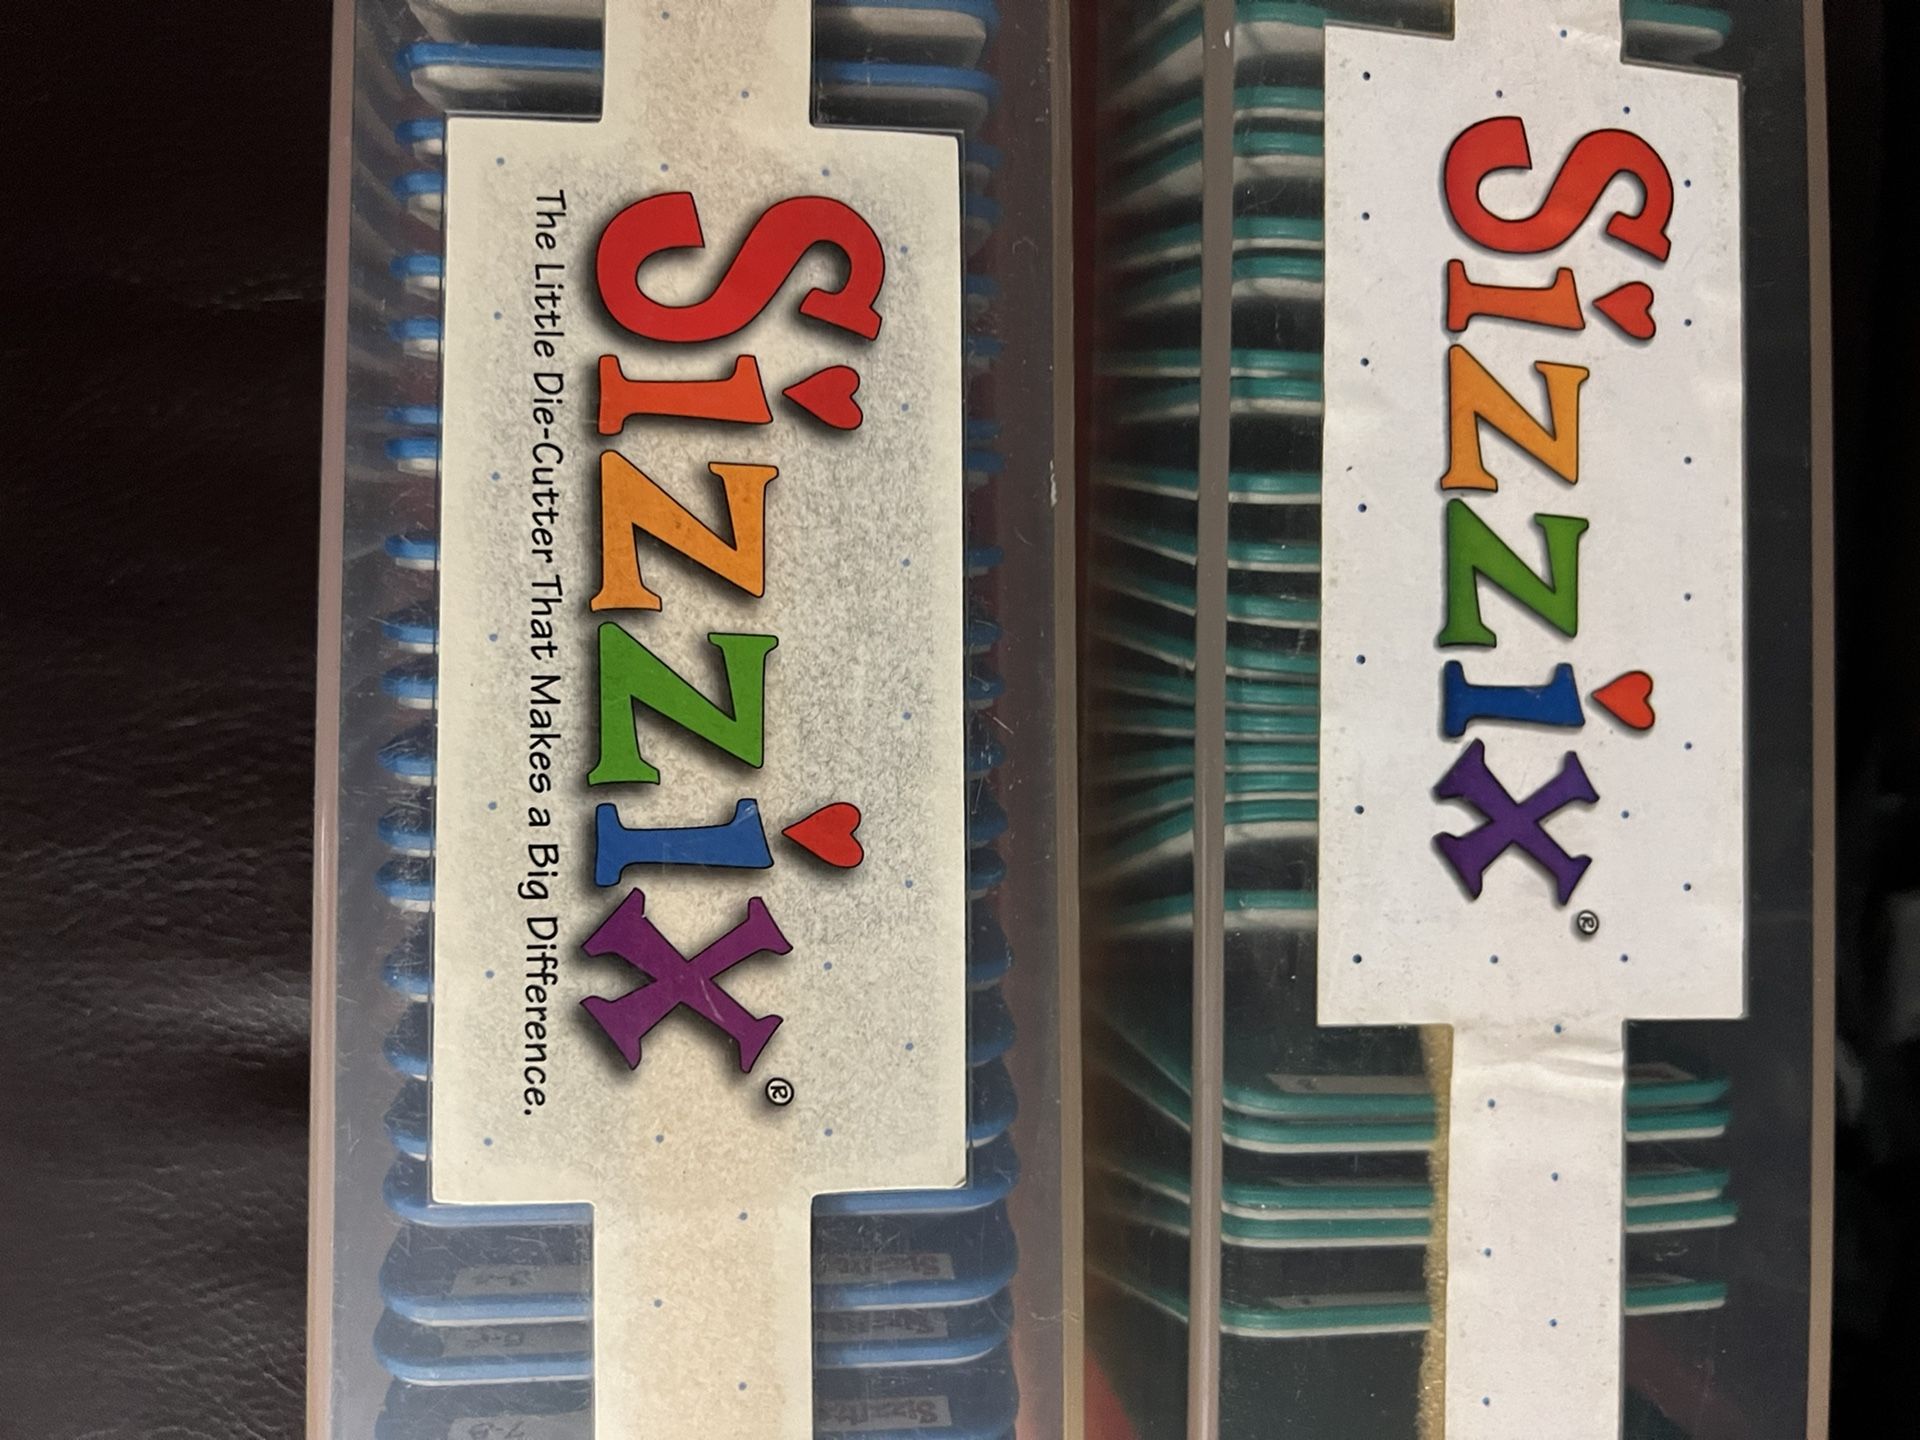 Sizzix®
The Little Die-Cutter That Makes a Big Difference.
Sizzix®